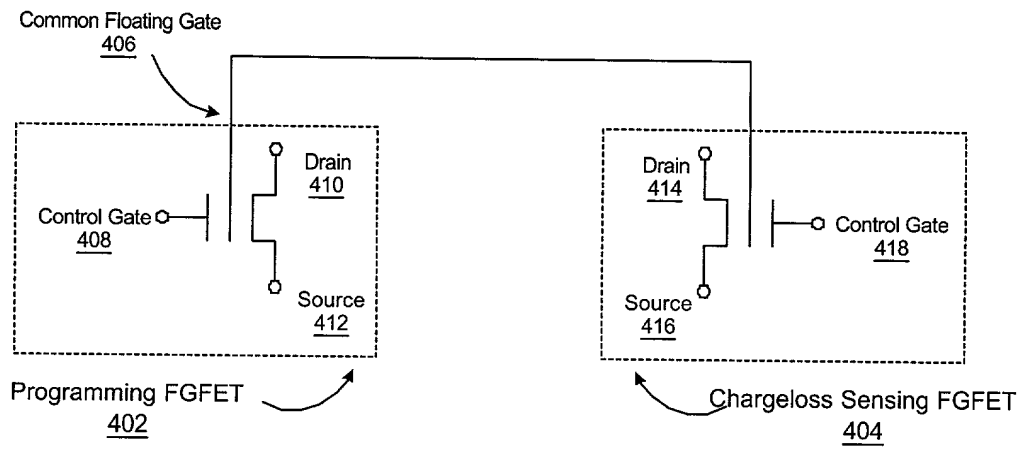 Common Floating Gate
406
Drain
410
Control Gate
408
Source
412
Programming FGFET
402
Drain
414
Control Gate
418
Source
416
Chargeloss Sensing FGFET
404